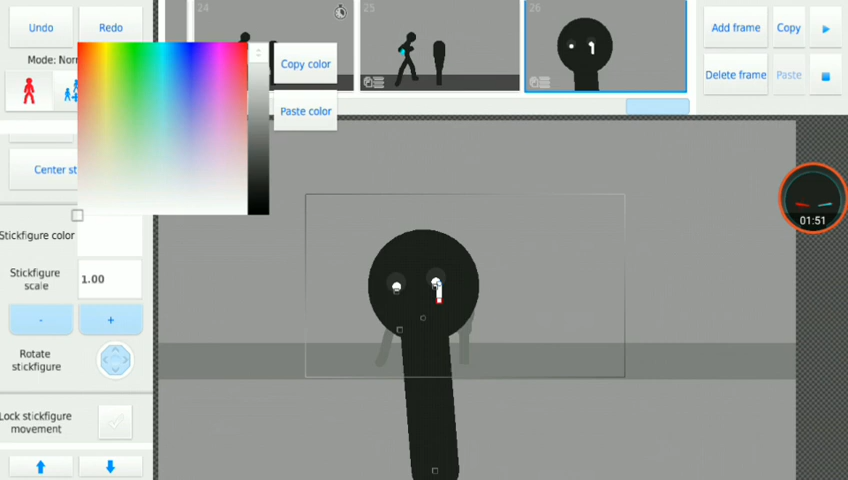 Undo
Redo
24
25
26
Add frame
Copy
Delete frame
Paste
Mode: Nor
Copy color
Paste color
Center st
Stickfigure color
Stickfigure
scale
1.00
-
+
Rotate
stickfigure
Lock stickfigure
movement
01:51